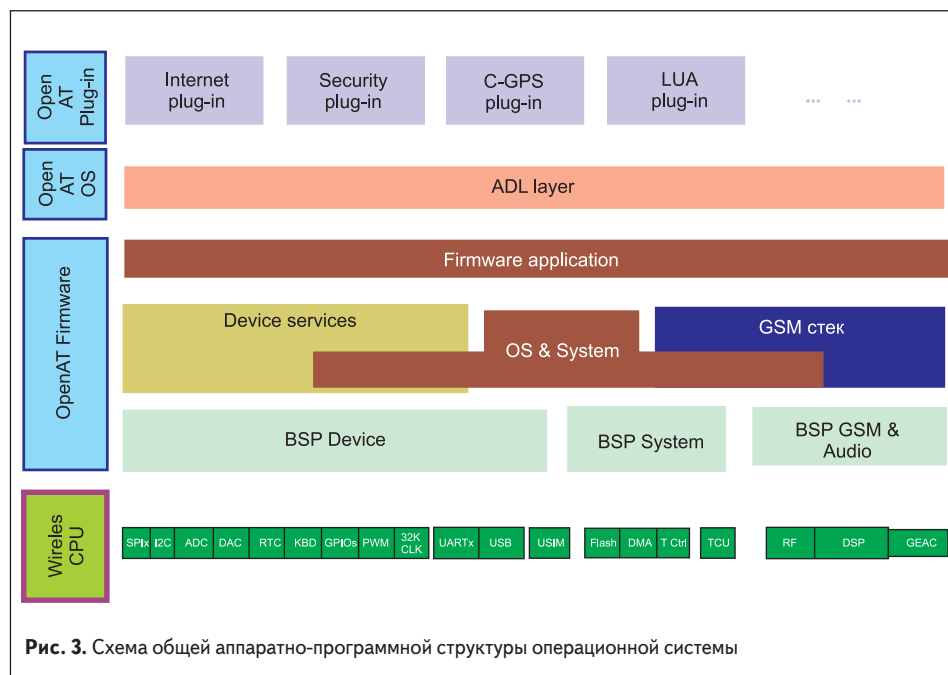 Open
AT
Plug-in
Internet
plug-in
Security
plug-in
C-GPS
plug-in
LUA
plug-in
... ...
Open
AT
OS
ADL layer
OpenAT Firmware
Firmware application
Device services
OS & System
GSM стек
BSP Device
BSP System
BSP GSM &
Audio
Wireles
CPU
SPIx
I2C
ADC
DAC
RTC
KBD
GPIOs
PWM
32K
CLK
UARTx
USB
USIM
Flash
DMA
T Ctrl
TCU
RF
DSP
GEAC
Рис. 3. Схема общей аппаратно-программной структуры операционной системы